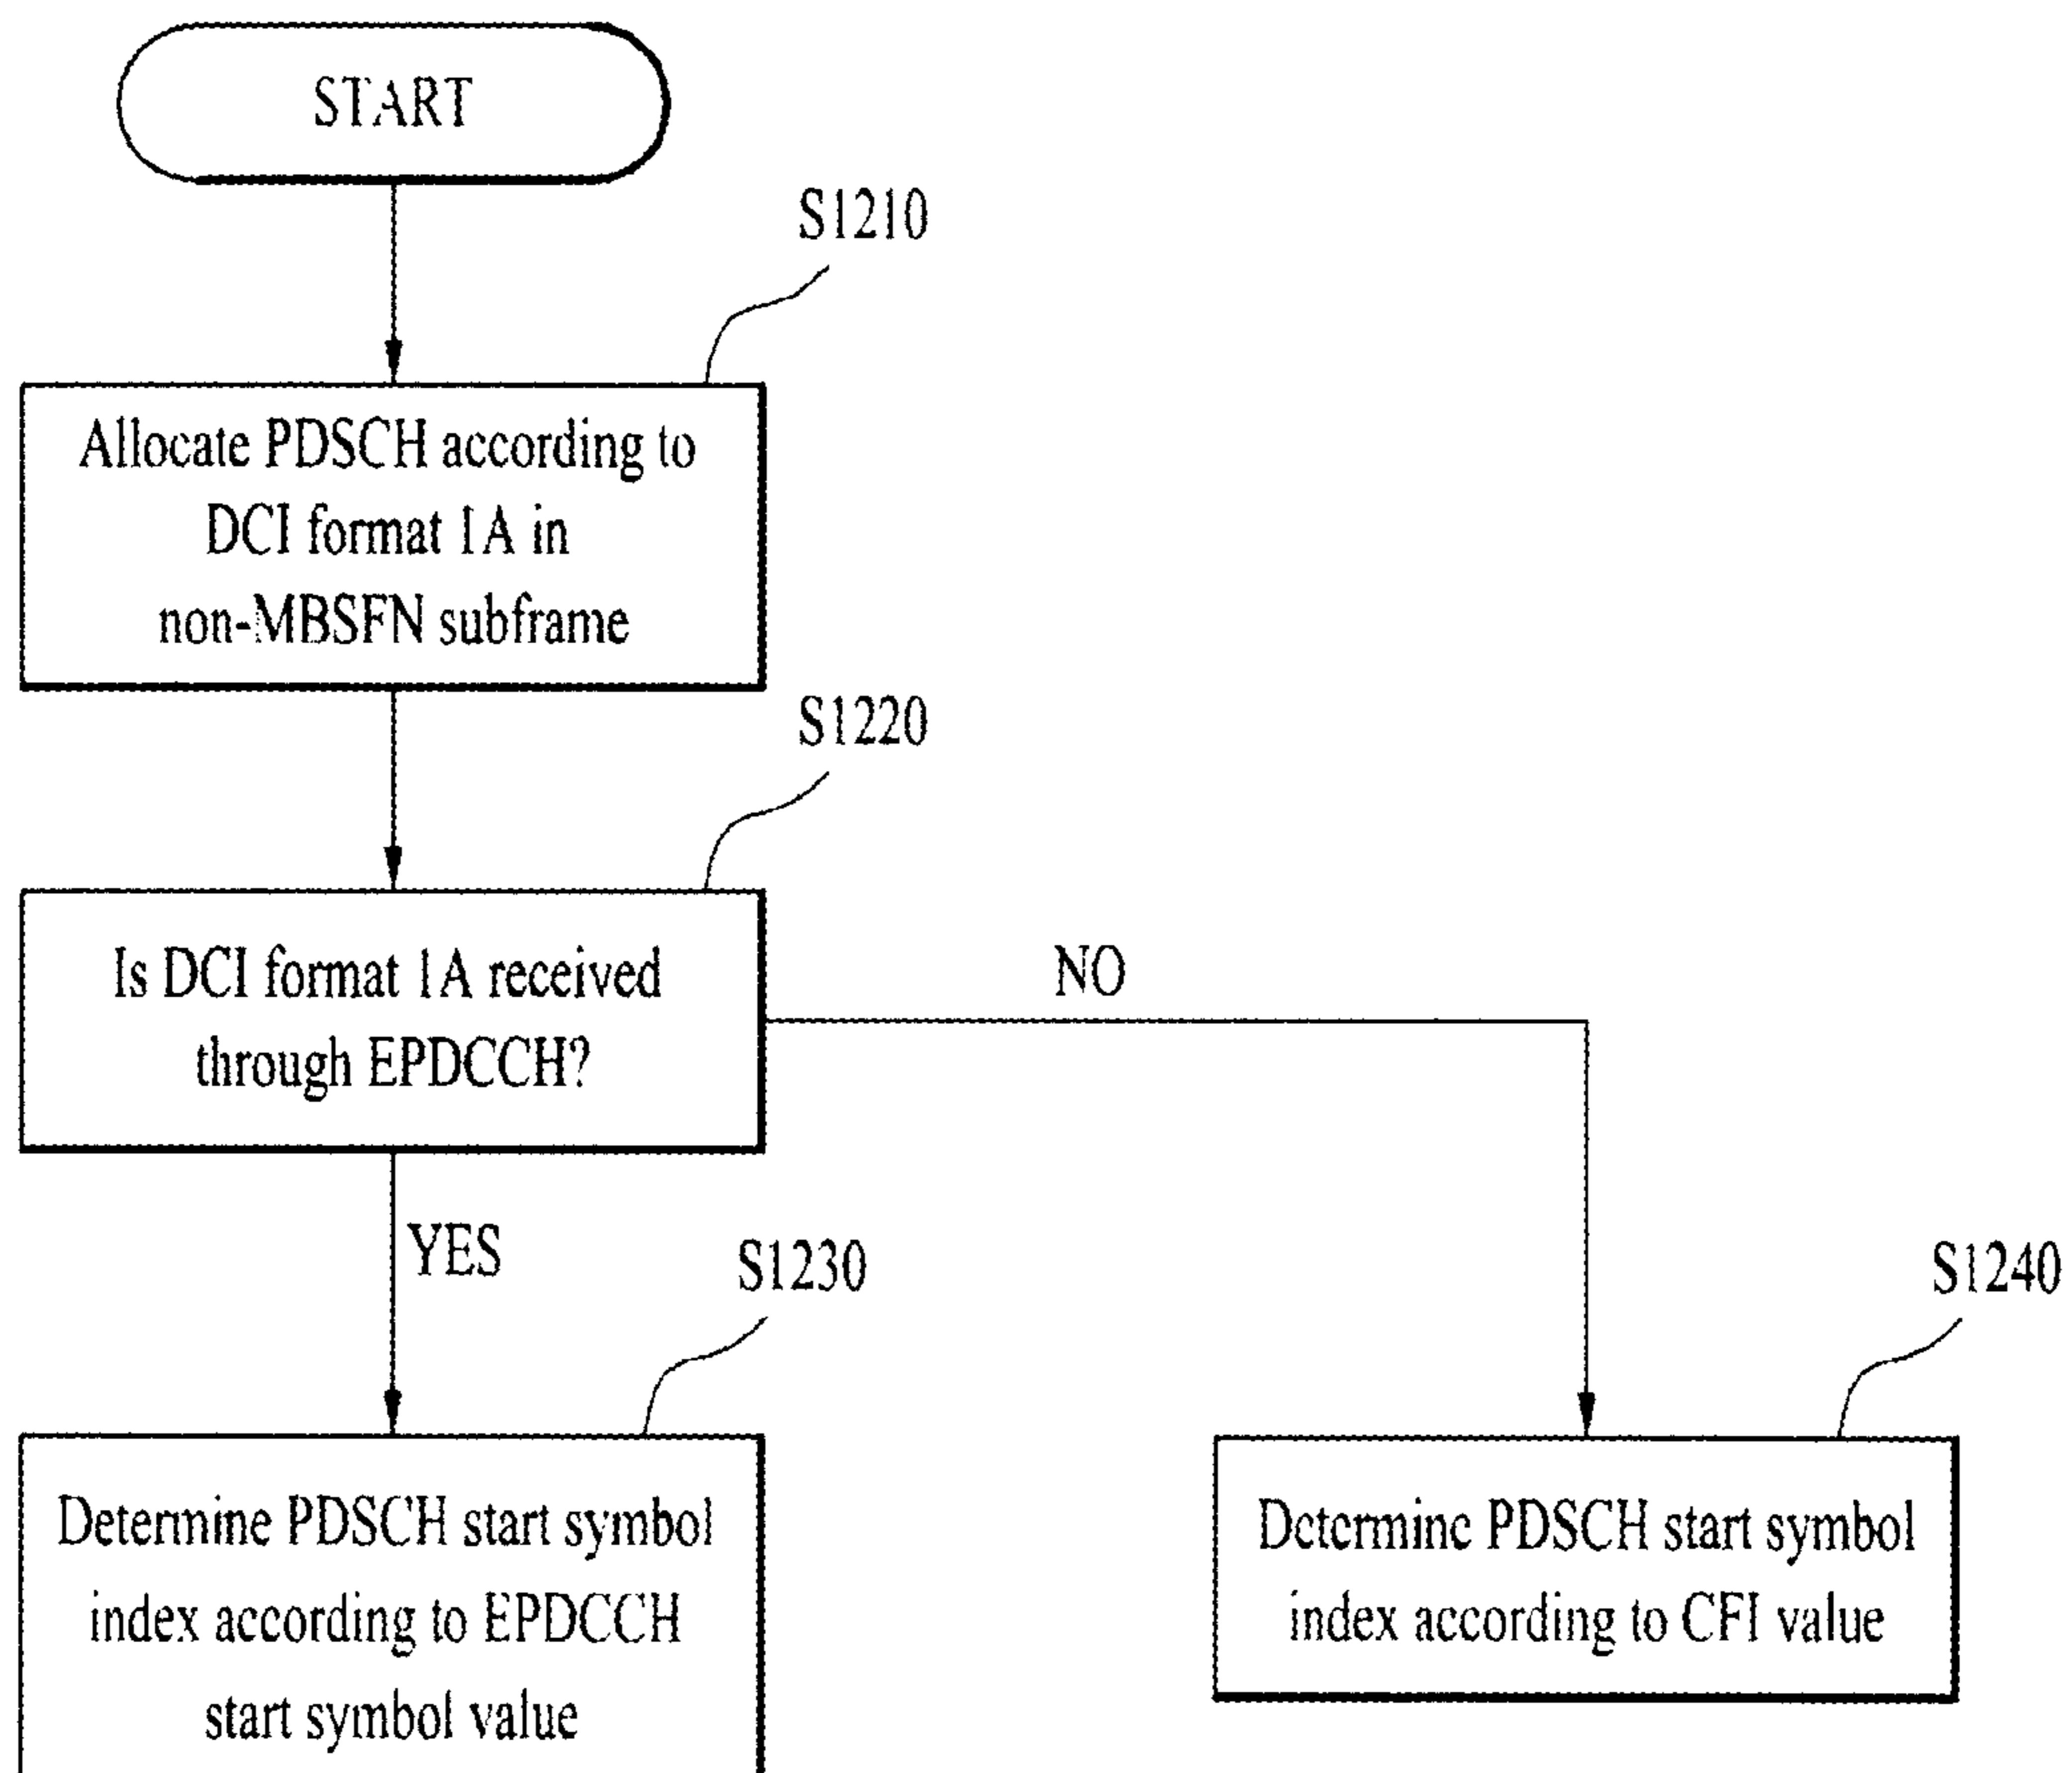 START
S1210
Allocate PDSCH according to
DCI format 1A in
non-MBSFN subframe
S1220
Is DCI format 1A received
through EPDCCH?
NO
YES
S1230
S1240
Determine PDSCH start symbol
index according to EPDCCH
start symbol value
Determine PDSCH start symbol
index according to CFI value